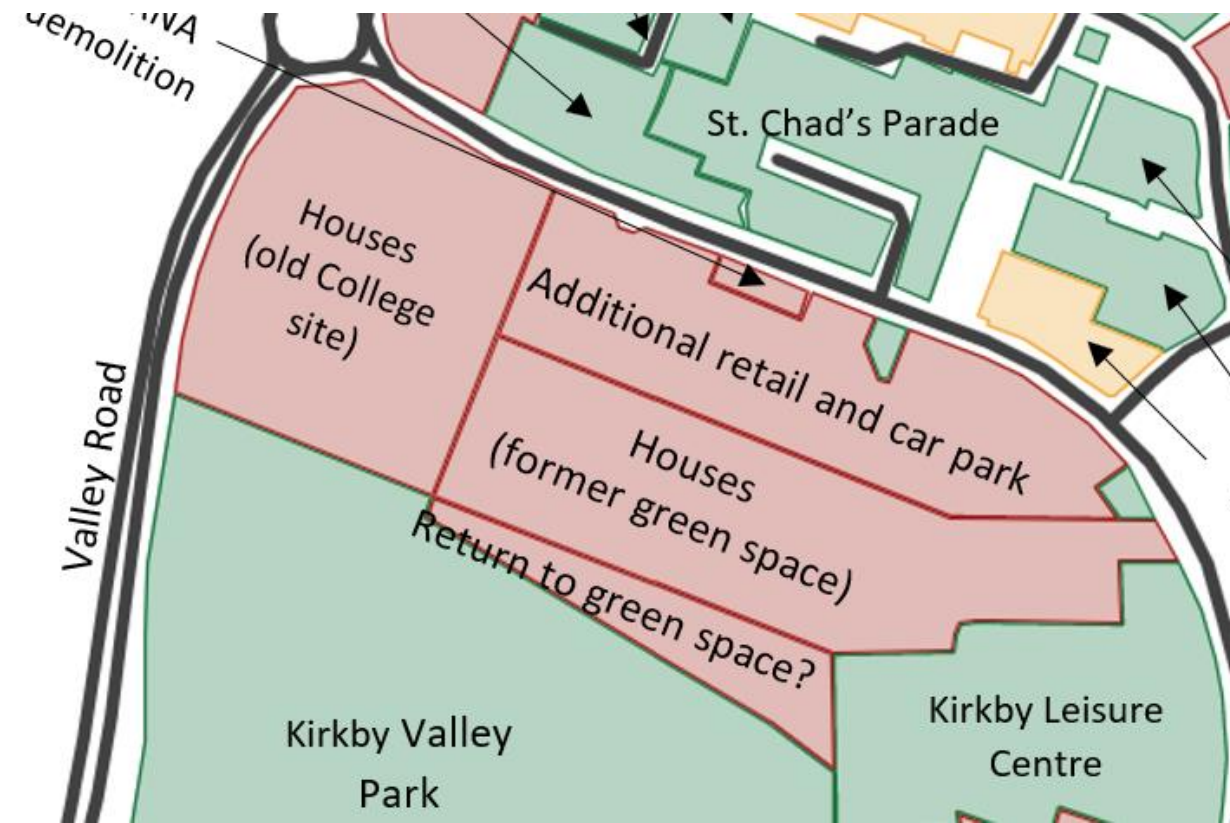 demolition
St. Chad's Parade
Houses
(old College
site)
Additional retail and car park
Houses
(former green space)
Valley Road
Return to green space?
Kirkby Valley
Park
Kirkby Leisure
Centre